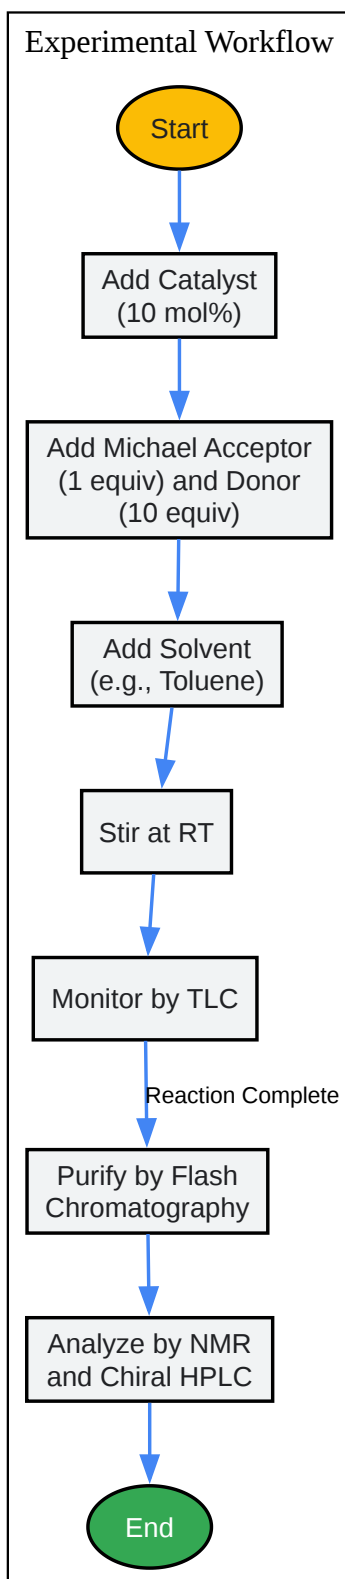 Experimental Workflow
Start
Add Catalyst
(10 mol%)
Add Michael Acceptor
(1 equiv) and Donor
(10 equiv)
Add Solvent
(e.g., Toluene)
Stir at RT
Monitor by TLC
Reaction Complete
Purify by Flash
Chromatography
Analyze by NMR
and Chiral HPLC
End